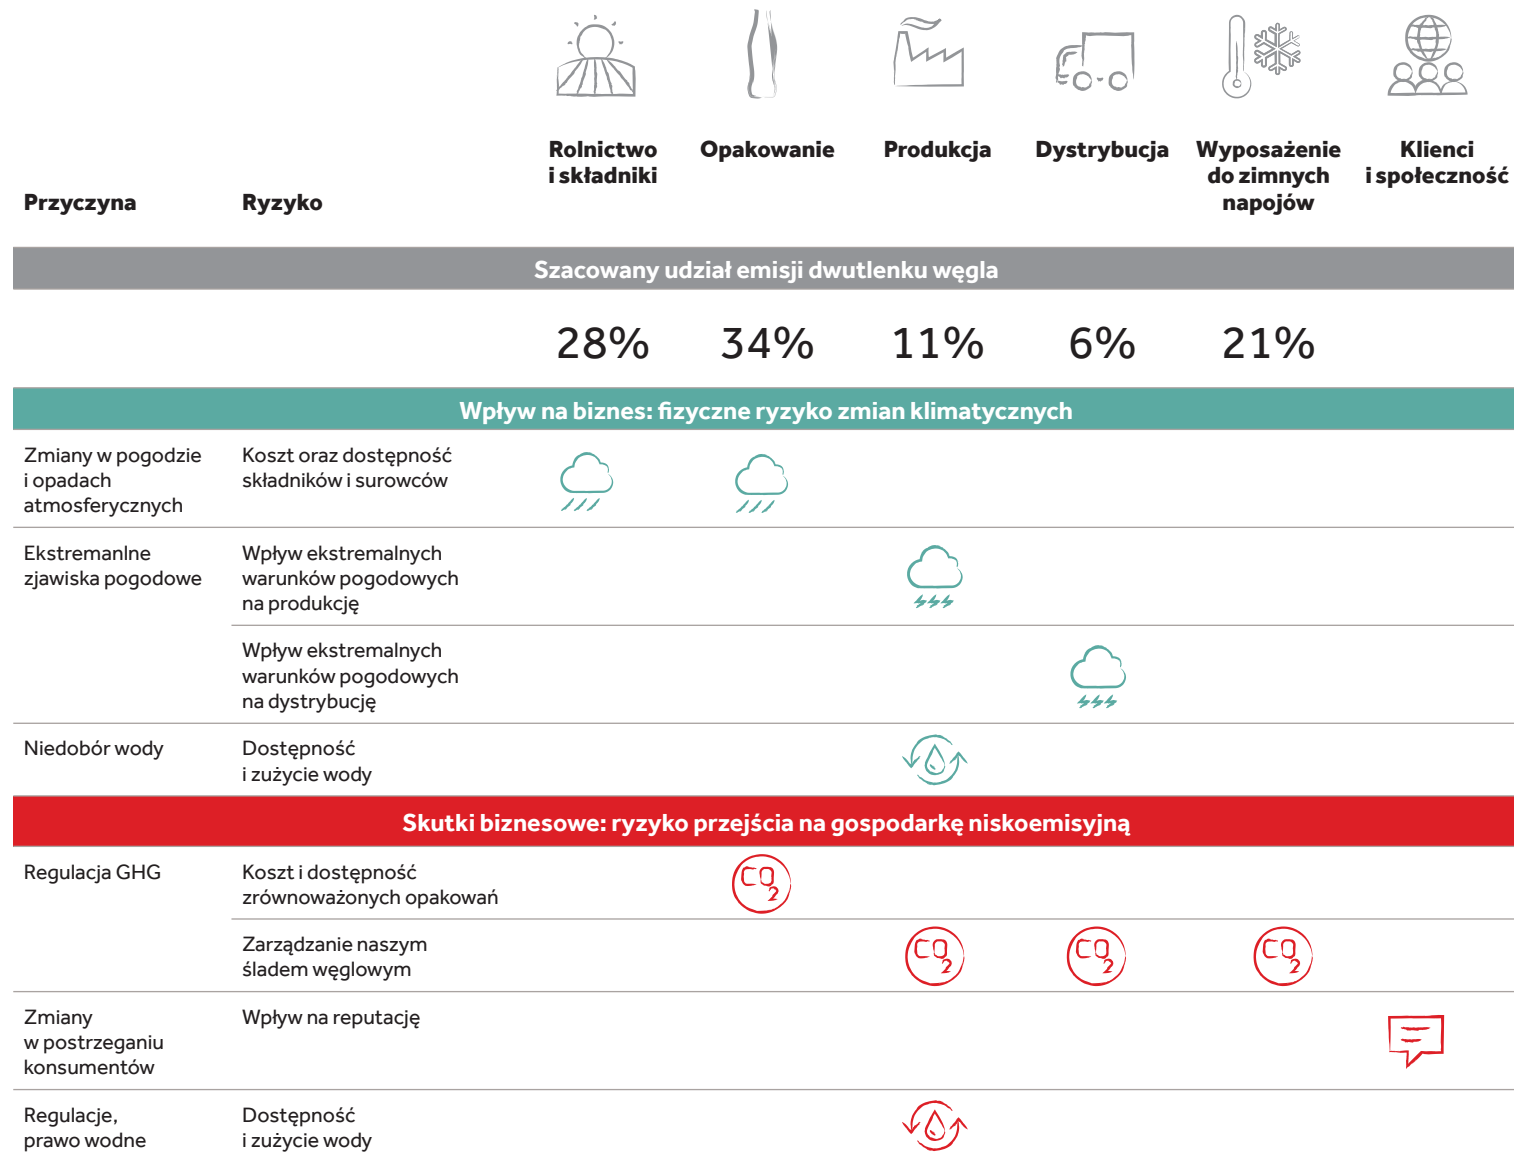 Rolnictwo
i składniki
Opakowanie
Produkcja
Dystrybucja
Wyposażenie
do zimnych
napojów
Klienci
i społeczność
Przyczyna
Ryzyko
Szacowany udział emisji dwutlenku węgla
28%
34%
11%
6%
21%
Wpływ na biznes: fizyczne ryzyko zmian klimatycznych
Zmiany w pogodzie
i opadach
atmosferycznych
Koszt oraz dostępność
składników i surowców
Ekstremanlne
zjawiska pogodowe
Wpływ ekstremalnych
warunków pogodowych
na produkcję
Wpływ ekstremalnych
warunków pogodowych
na dystrybucję
Niedobór wody
Dostępność
i zużycie wody
Skutki biznesowe: ryzyko przejścia na gospodarkę niskoemisyjną
Regulacja GHG
Koszt i dostępność
zrównoważonych opakowań
CO2
Zarządzanie naszym
śladem węglowym
CO2
CO2
CO2
Zmiany
w postrzeganiu
konsumentów
Wpływ na reputację
Regulacje,
prawo wodne
Dostępność
i zużycie wody